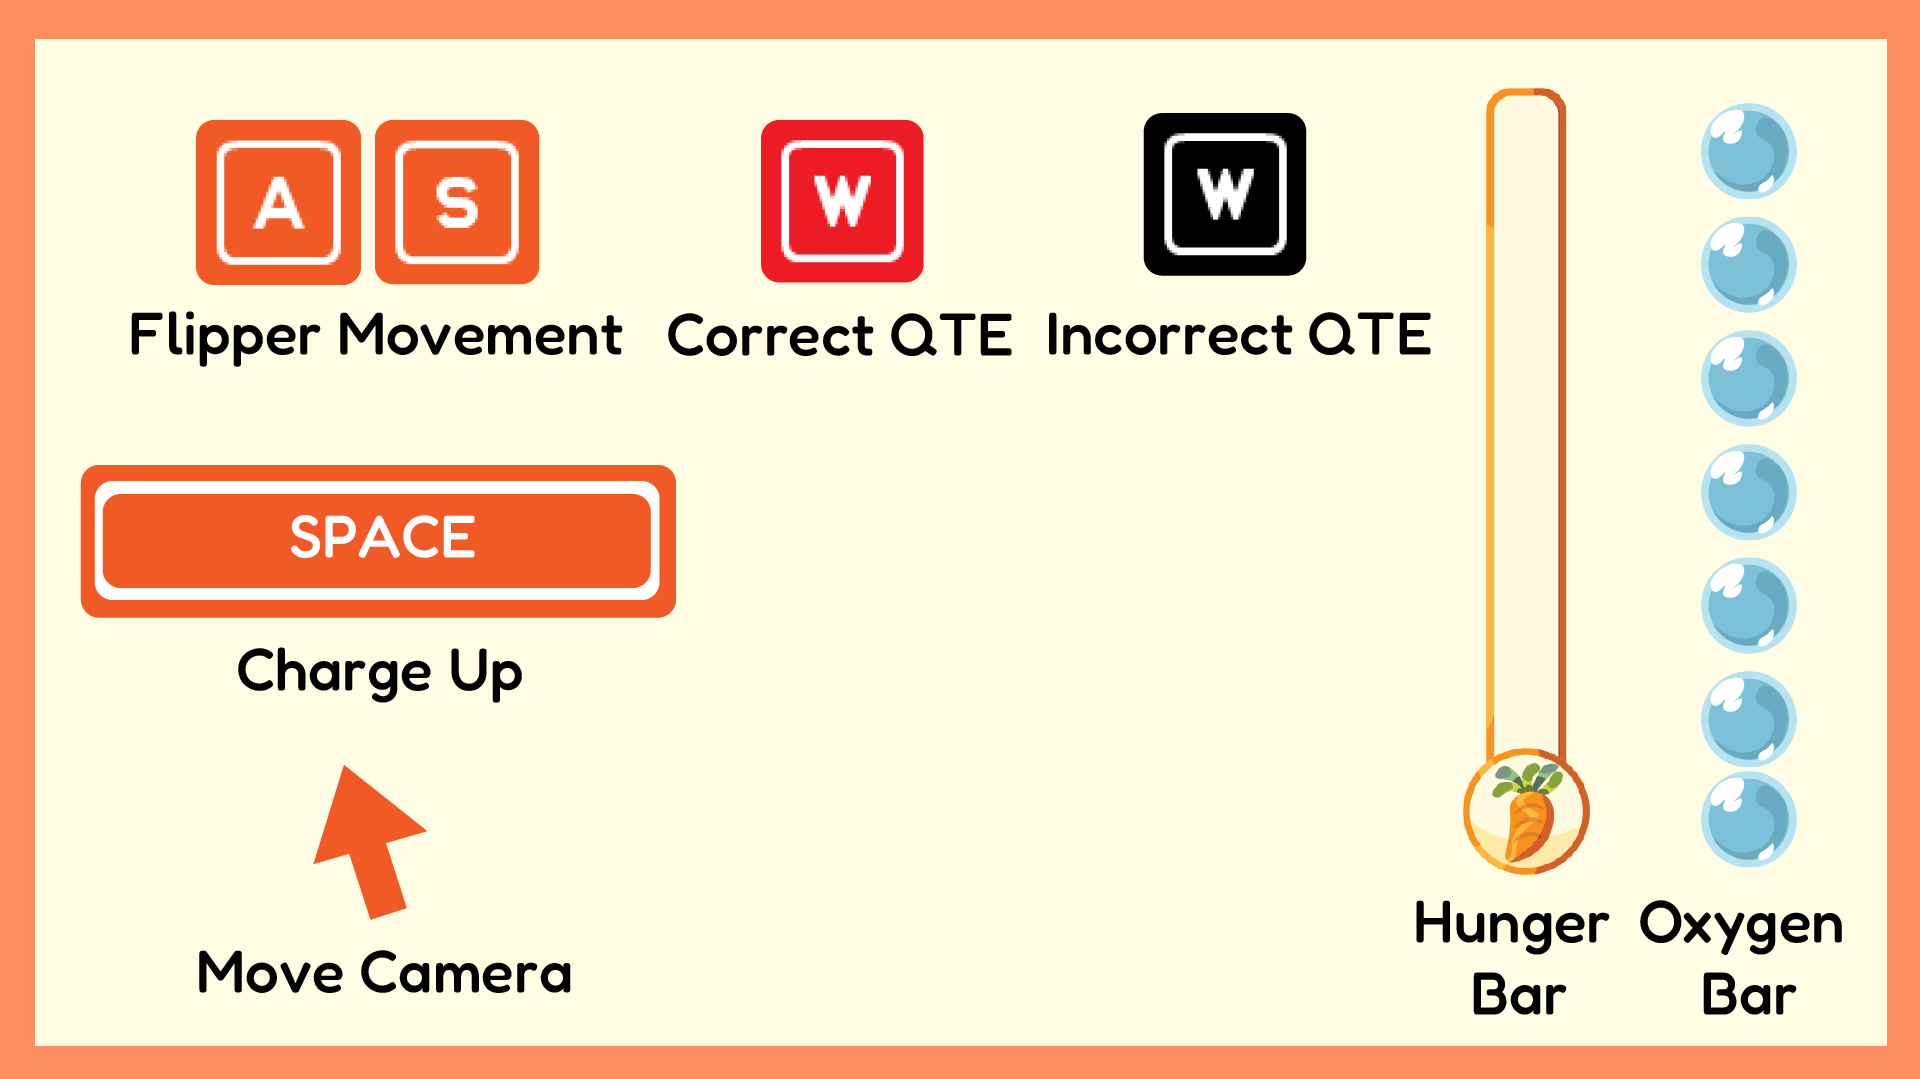 A S
Flipper Movement
W
Correct QTE
W
Incorrect QTE
SPACE
Charge Up
Move Camera
Hunger
Bar
Oxygen
Bar